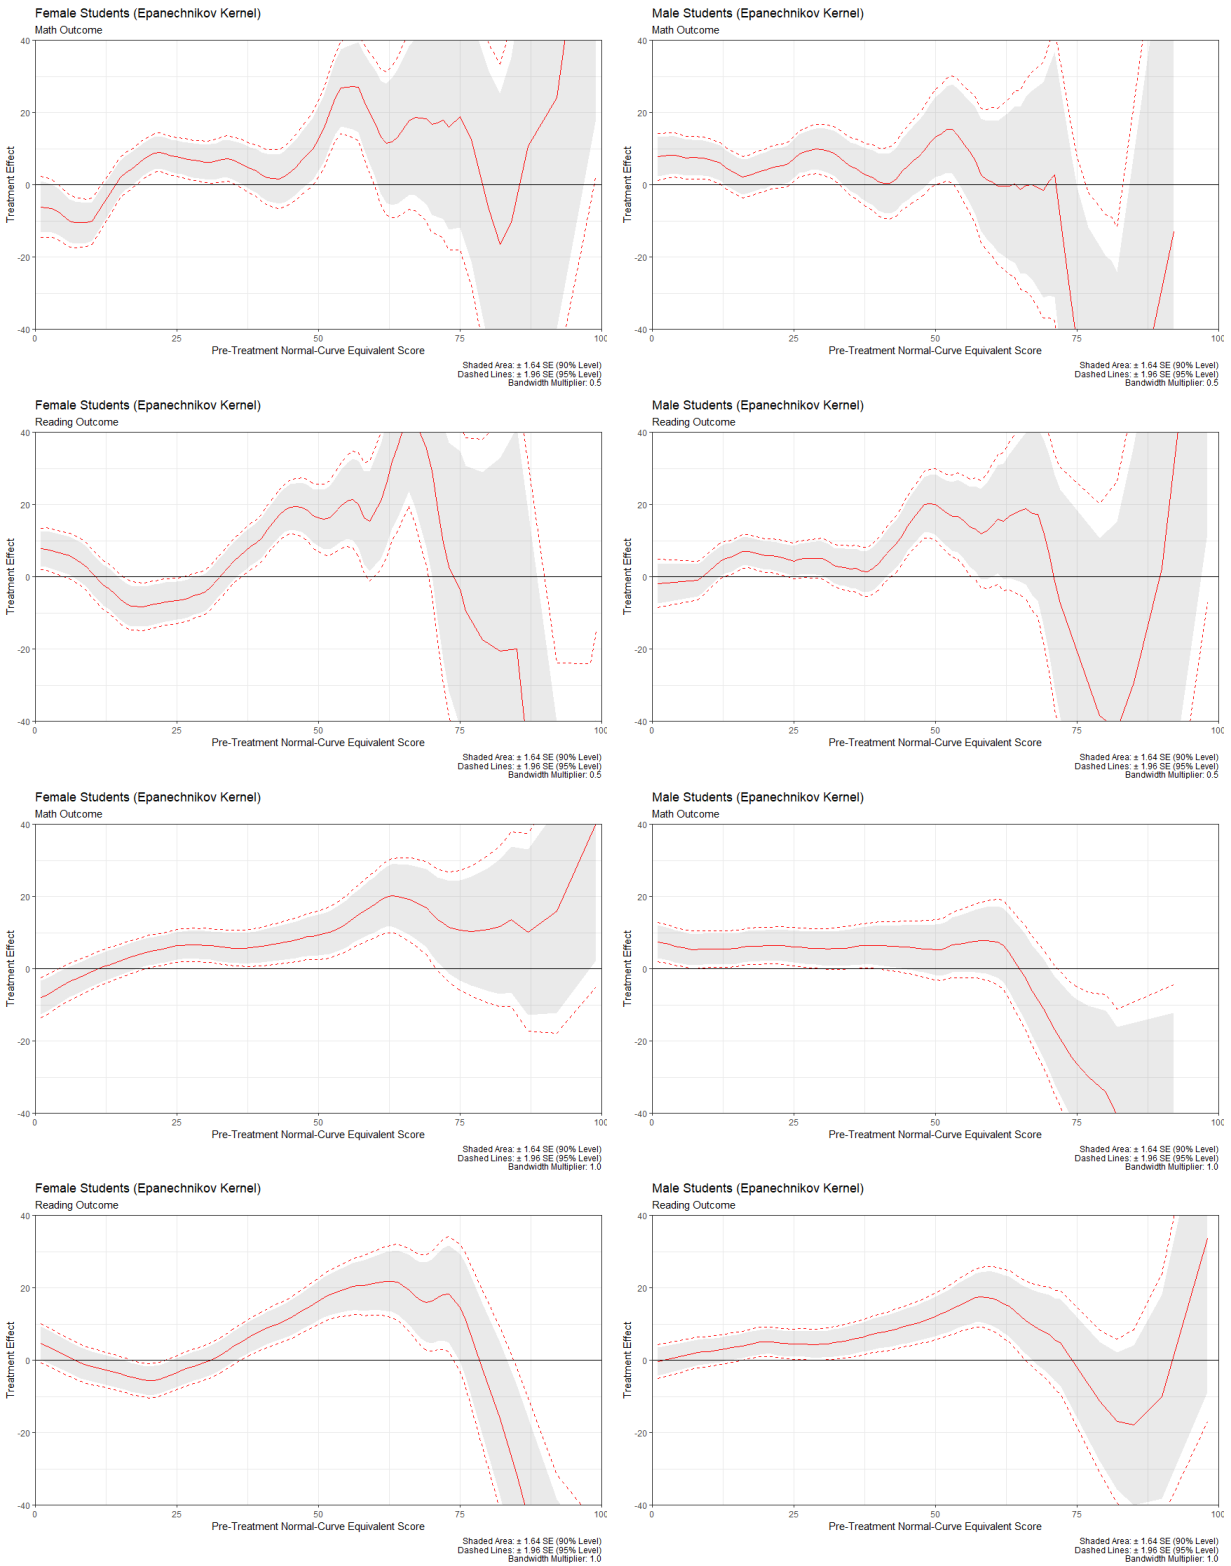 Female Students (Epanechnikov Kernel)
Math Outcome
40
20
0
-20
-40
Treatment Effect
0 25 50 75 100
Pre-Treatment Normal-Curve Equivalent Score
Shaded Area: ± 1.64 SE (90% Level)
Dashed Lines: ± 1.96 SE (95% Level)
Bandwidth Multiplier: 0.5
Male Students (Epanechnikov Kernel)
Math Outcome
40
20
0
-20
-40
Treatment Effect
0 25 50 75 100
Pre-Treatment Normal-Curve Equivalent Score
Shaded Area: ± 1.64 SE (90% Level)
Dashed Lines: ± 1.96 SE (95% Level)
Bandwidth Multiplier: 0.5
Female Students (Epanechnikov Kernel)
Reading Outcome
40
20
0
-20
-40
Treatment Effect
0 25 50 75 100
Pre-Treatment Normal-Curve Equivalent Score
Shaded Area: ± 1.64 SE (90% Level)
Dashed Lines: ± 1.96 SE (95% Level)
Bandwidth Multiplier: 0.5
Male Students (Epanechnikov Kernel)
Reading Outcome
40
20
0
-20
-40
Treatment Effect
0 25 50 75 100
Pre-Treatment Normal-Curve Equivalent Score
Shaded Area: ± 1.64 SE (90% Level)
Dashed Lines: ± 1.96 SE (95% Level)
Bandwidth Multiplier: 0.5
Female Students (Epanechnikov Kernel)
Math Outcome
40
20
0
-20
-40
Treatment Effect
0 25 50 75 100
Pre-Treatment Normal-Curve Equivalent Score
Shaded Area: ± 1.64 SE (90% Level)
Dashed Lines: ± 1.96 SE (95% Level)
Bandwidth Multiplier: 1.0
Male Students (Epanechnikov Kernel)
Math Outcome
40
20
0
-20
-40
Treatment Effect
0 25 50 75 100
Pre-Treatment Normal-Curve Equivalent Score
Shaded Area: ± 1.64 SE (90% Level)
Dashed Lines: ± 1.96 SE (95% Level)
Bandwidth Multiplier: 1.0
Female Students (Epanechnikov Kernel)
Reading Outcome
40
20
0
-20
-40
Treatment Effect
0 25 50 75 100
Pre-Treatment Normal-Curve Equivalent Score
Shaded Area: ± 1.64 SE (90% Level)
Dashed Lines: ± 1.96 SE (95% Level)
Bandwidth Multiplier: 1.0
Male Students (Epanechnikov Kernel)
Reading Outcome
40
20
0
-20
-40
Treatment Effect
0 25 50 75 100
Pre-Treatment Normal-Curve Equivalent Score
Shaded Area: ± 1.64 SE (90% Level)
Dashed Lines: ± 1.96 SE (95% Level)
Bandwidth Multiplier: 1.0